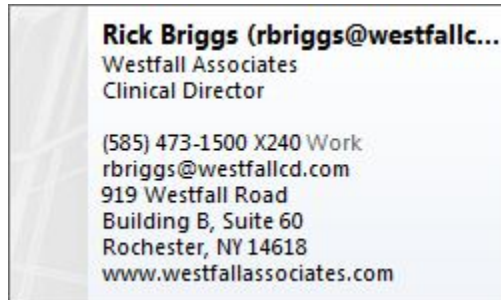 Rick Briggs (rbriggs@westfallc...
Westfall Associates
Clinical Director
(585) 473-1500 X240 Work
rbriggs@westfallcd.com
919 Westfall Road
Building B, Suite 60
Rochester, NY 14618
www.westfallassociates.com